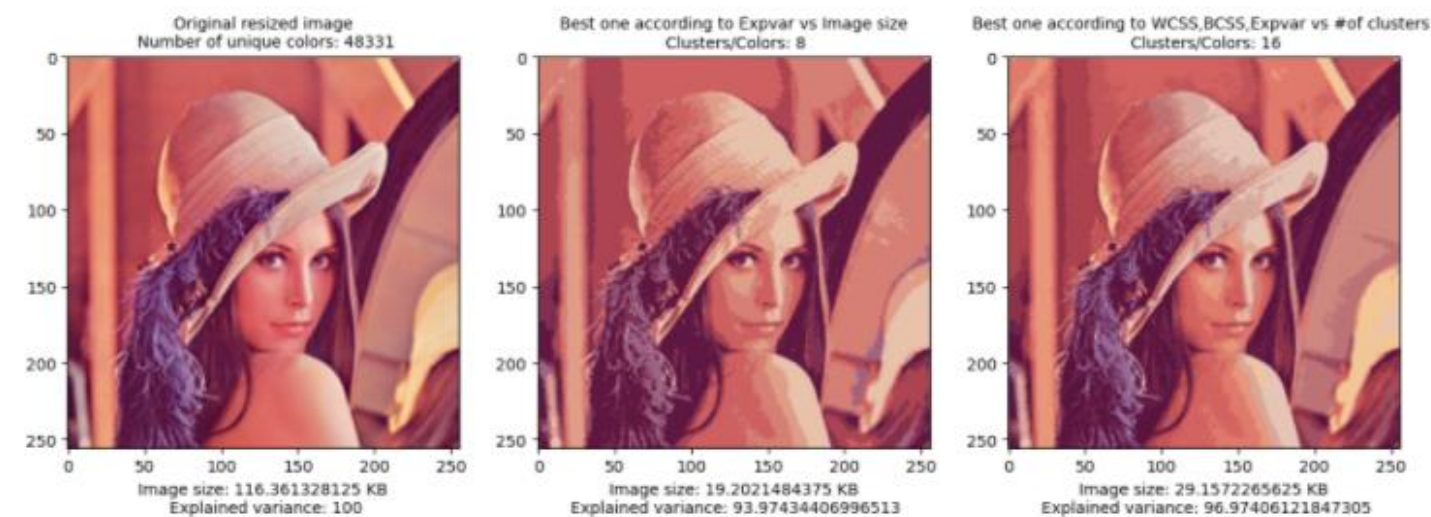 Original resized image
Number of unique colors: 48331
0
50
100
150
200
250
0 50 100 150 200 250
Image size: 116.361328125 KB
Explained variance: 100
Best one according to Expvar vs Image size
Clusters/Colors: 8
0
50
100
150
200
250
0 50 100 150 200 250
Image size: 19.2021484375 KB
Explained variance: 93.97434406996513
Best one according to WCSS,BCSS,Expvar vs #of clusters
Clusters/Colors: 16
0
50
100
150
200
250
0 50 100 150 200 250
Image size: 29.1572265625 KB
Explained variance: 96.97406121847305